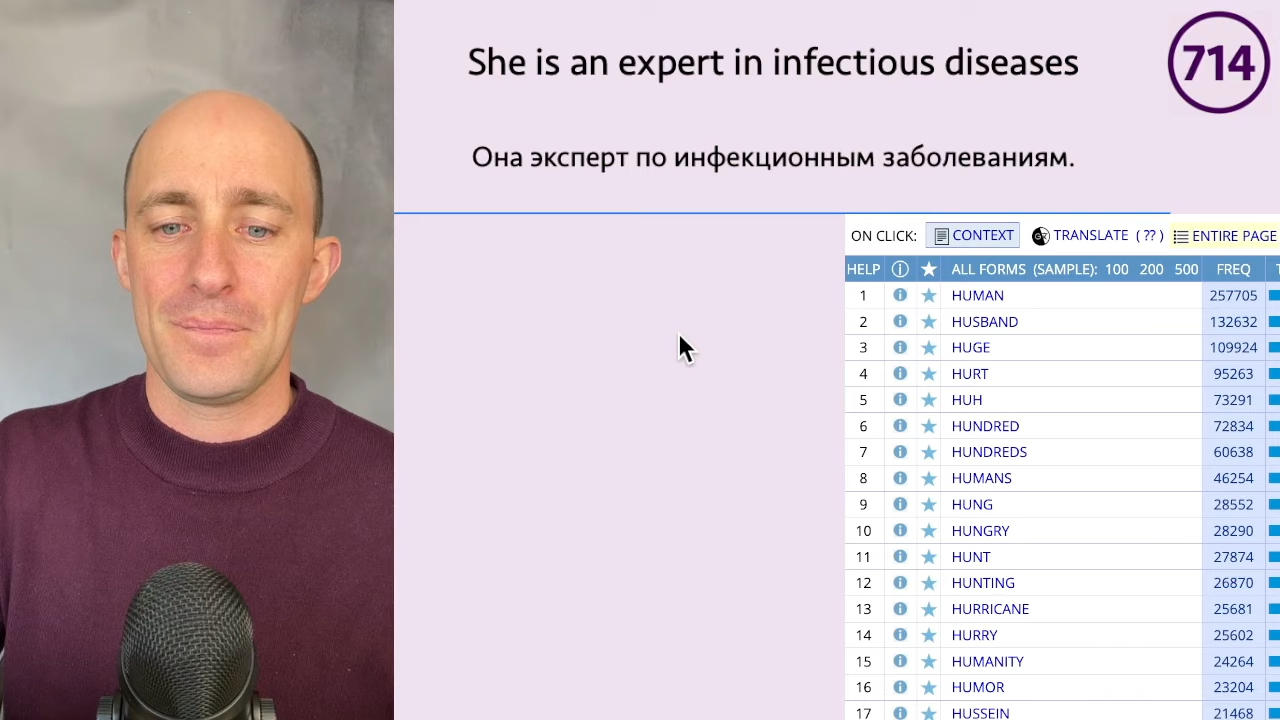 She is an expert in infectious diseases
714
Она эксперт по инфекционным заболеваниям.
ON CLICK: CONTEXT TRANSLATE ( ?? ) ENTIRE PAGE
HELP ALL FORMS (SAMPLE): 100 200 500 FREQ
1 HUMAN 257705
2 HUSBAND 132632
3 HUGE 109924
4 HURT 95263
5 HUH 73291
6 HUNDRED 72834
7 HUNDREDS 60638
8 HUMANS 46254
9 HUNG 28552
10 HUNGRY 28290
11 HUNT 27874
12 HUNTING 26870
13 HURRICANE 25681
14 HURRY 25602
15 HUMANITY 24264
16 HUMOR 23204
17 HUSSEIN 21468